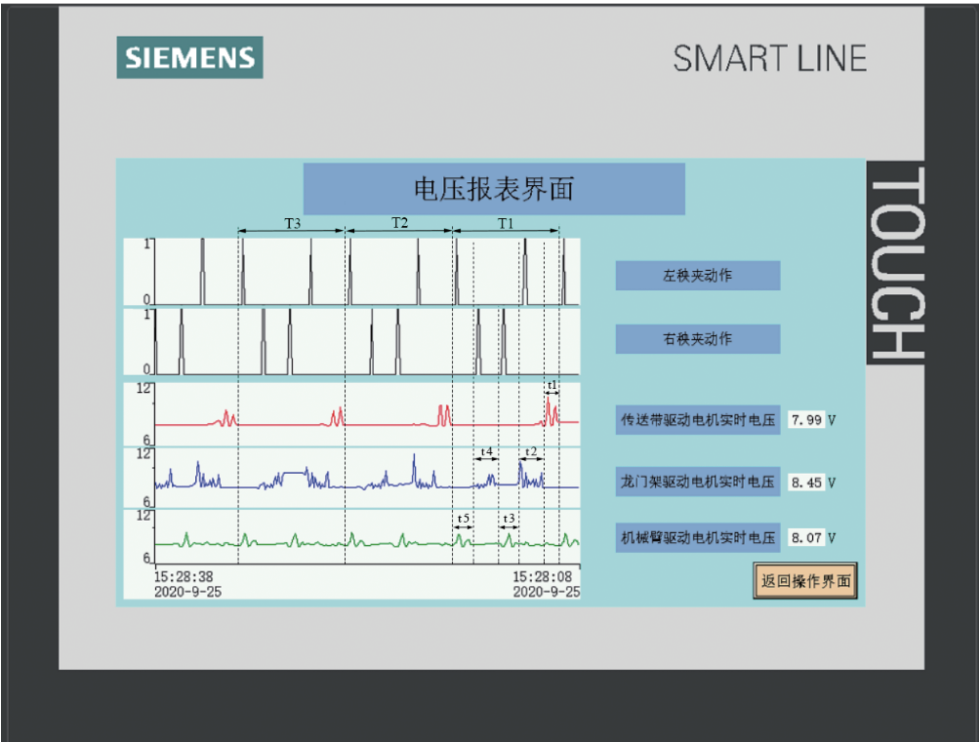 SIEMENS
SMART LINE
TOUCH
电压报表界面
T3
T2
T1
1
0
左秧夹动作
1
0
右秧夹动作
12
6
t1
传送带驱动电机实时电压 7.99 V
12
6
t4
t2
龙门架驱动电机实时电压 8.45 V
12
6
t5
t3
机械臂驱动电机实时电压 8.07 V
15:28:38
2020-9-25
15:28:08
2020-9-25
返回操作界面